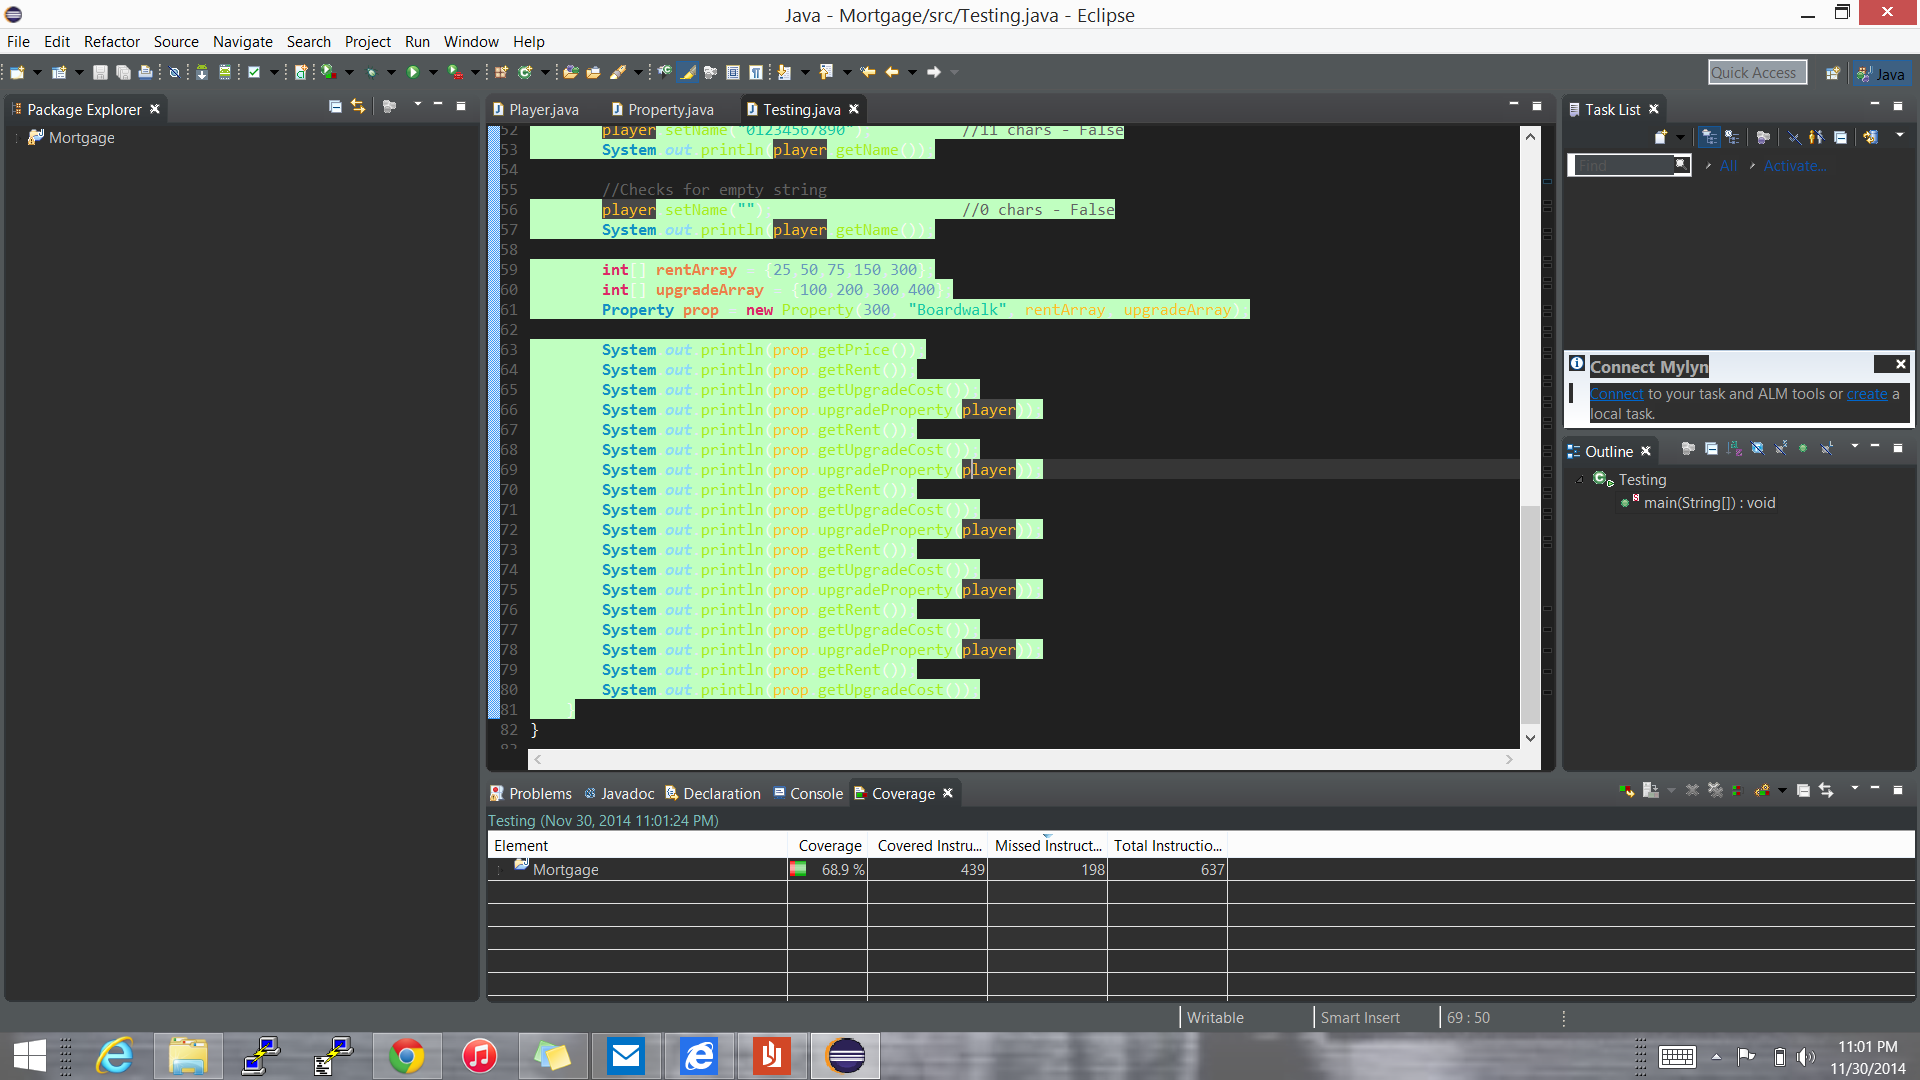 Java - Mortgage/src/Testing.java - Eclipse
File Edit Refactor Source Navigate Search Project Run Window Help
Quick Access Java
Package Explorer
Mortgage
Player.java Property.java Testing.java
52 player setName("01234567890") //11 chars - False
53 System out println(player getName())
54
55 //Checks for empty string
56 player setName("") //0 chars - False
57 System out println(player getName())
58
59 int[] rentArray {25 50 75 150 300}
60 int[] upgradeArray {100 200 300 400}
61 Property prop new Property(300 "Boardwalk" rentArray upgradeArray)
62
63 System out println(prop getPrice())
64 System out println(prop getRent())
65 System out println(prop getUpgradeCost())
66 System out println(prop upgradeProperty(player))
67 System out println(prop getRent())
68 System out println(prop getUpgradeCost())
69 System out println(prop upgradeProperty(player))
70 System out println(prop getRent())
71 System out println(prop getUpgradeCost())
72 System out println(prop upgradeProperty(player))
73 System out println(prop getRent())
74 System out println(prop getUpgradeCost())
75 System out println(prop upgradeProperty(player))
76 System out println(prop getRent())
77 System out println(prop getUpgradeCost())
78 System out println(prop upgradeProperty(player))
79 System out println(prop getRent())
80 System out println(prop getUpgradeCost())
81 }
82 }
83
Task List
Find All Activate...
Connect Mylyn
Connect to your task and ALM tools or create a
local task.
Outline
Testing
main(String[]) : void
Problems Javadoc Declaration Console Coverage
Testing (Nov 30, 2014 11:01:24 PM)
Element Coverage Covered Instru... Missed Instruct... Total Instructio...
Mortgage 68.9 % 439 198 637
Writable Smart Insert 69 : 50
11:01 PM
11/30/2014